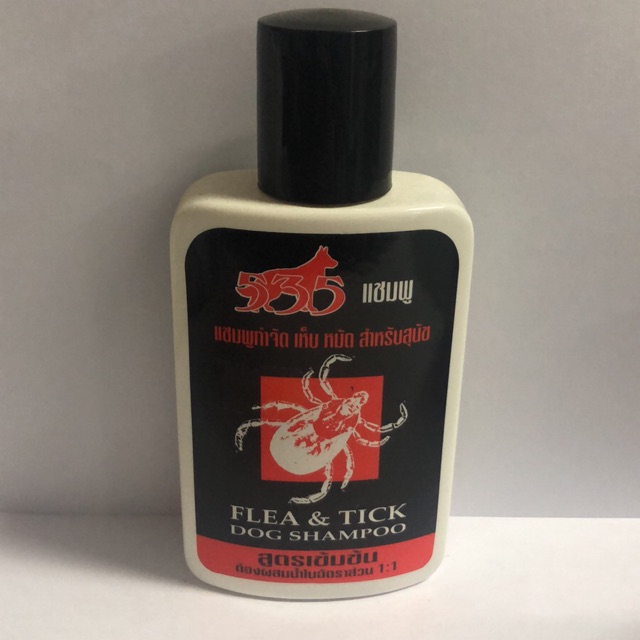 535 แชมพู
แชมพูกำจัด เห็บ หมัด สำหรับสุนัข
FLEA & TICK
DOG SHAMPOO
สูตรเข้มข้น
ต้องผสมน้ำในอัตราส่วน 1:1